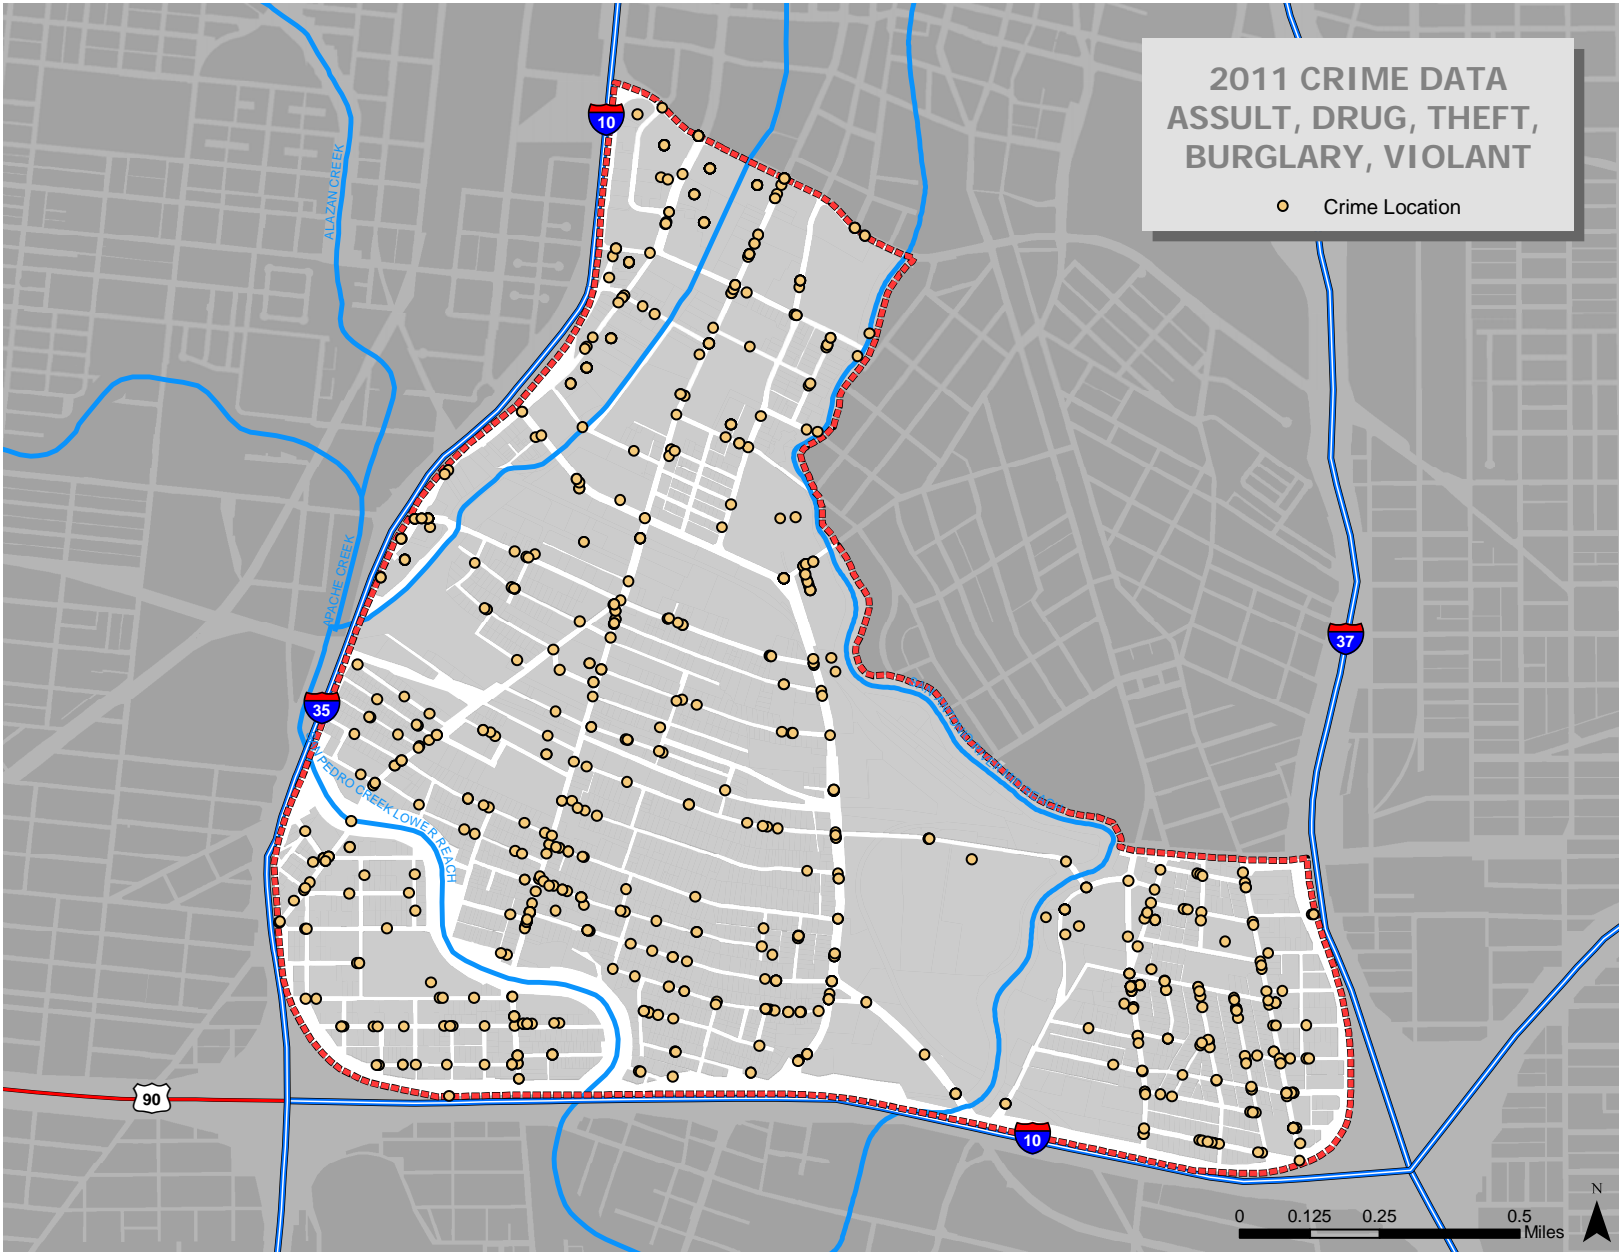 2011 CRIME DATA
ASSULT, DRUG, THEFT,
BURGLARY, VIOLANT
Crime Location
10
ALAZAN CREEK
APACHE CREEK
37
35
PEDRO CREEK LOWER REACH
90
10
N
0 0.125 0.25 0.5
Miles